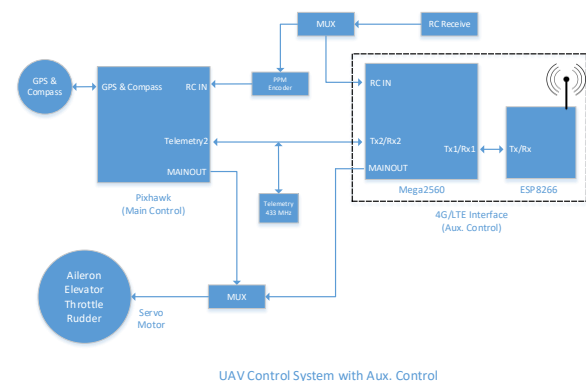 MUX
RC Receive
GPS &
Compass
GPS & Compass
RC IN
PPM
Encoder
RC IN
Telemetry2
Tx2/Rx2
Tx1/Rx1
Tx/Rx
MAINOUT
MAINOUT
Pixhawk
(Main Control)
Telemetry
433 MHz
Mega2560
ESP8266
4G/LTE Interface
(Aux. Control)
Aileron
Elevator
Throttle
Rudder
Servo
Motor
MUX
UAV Control System with Aux. Control